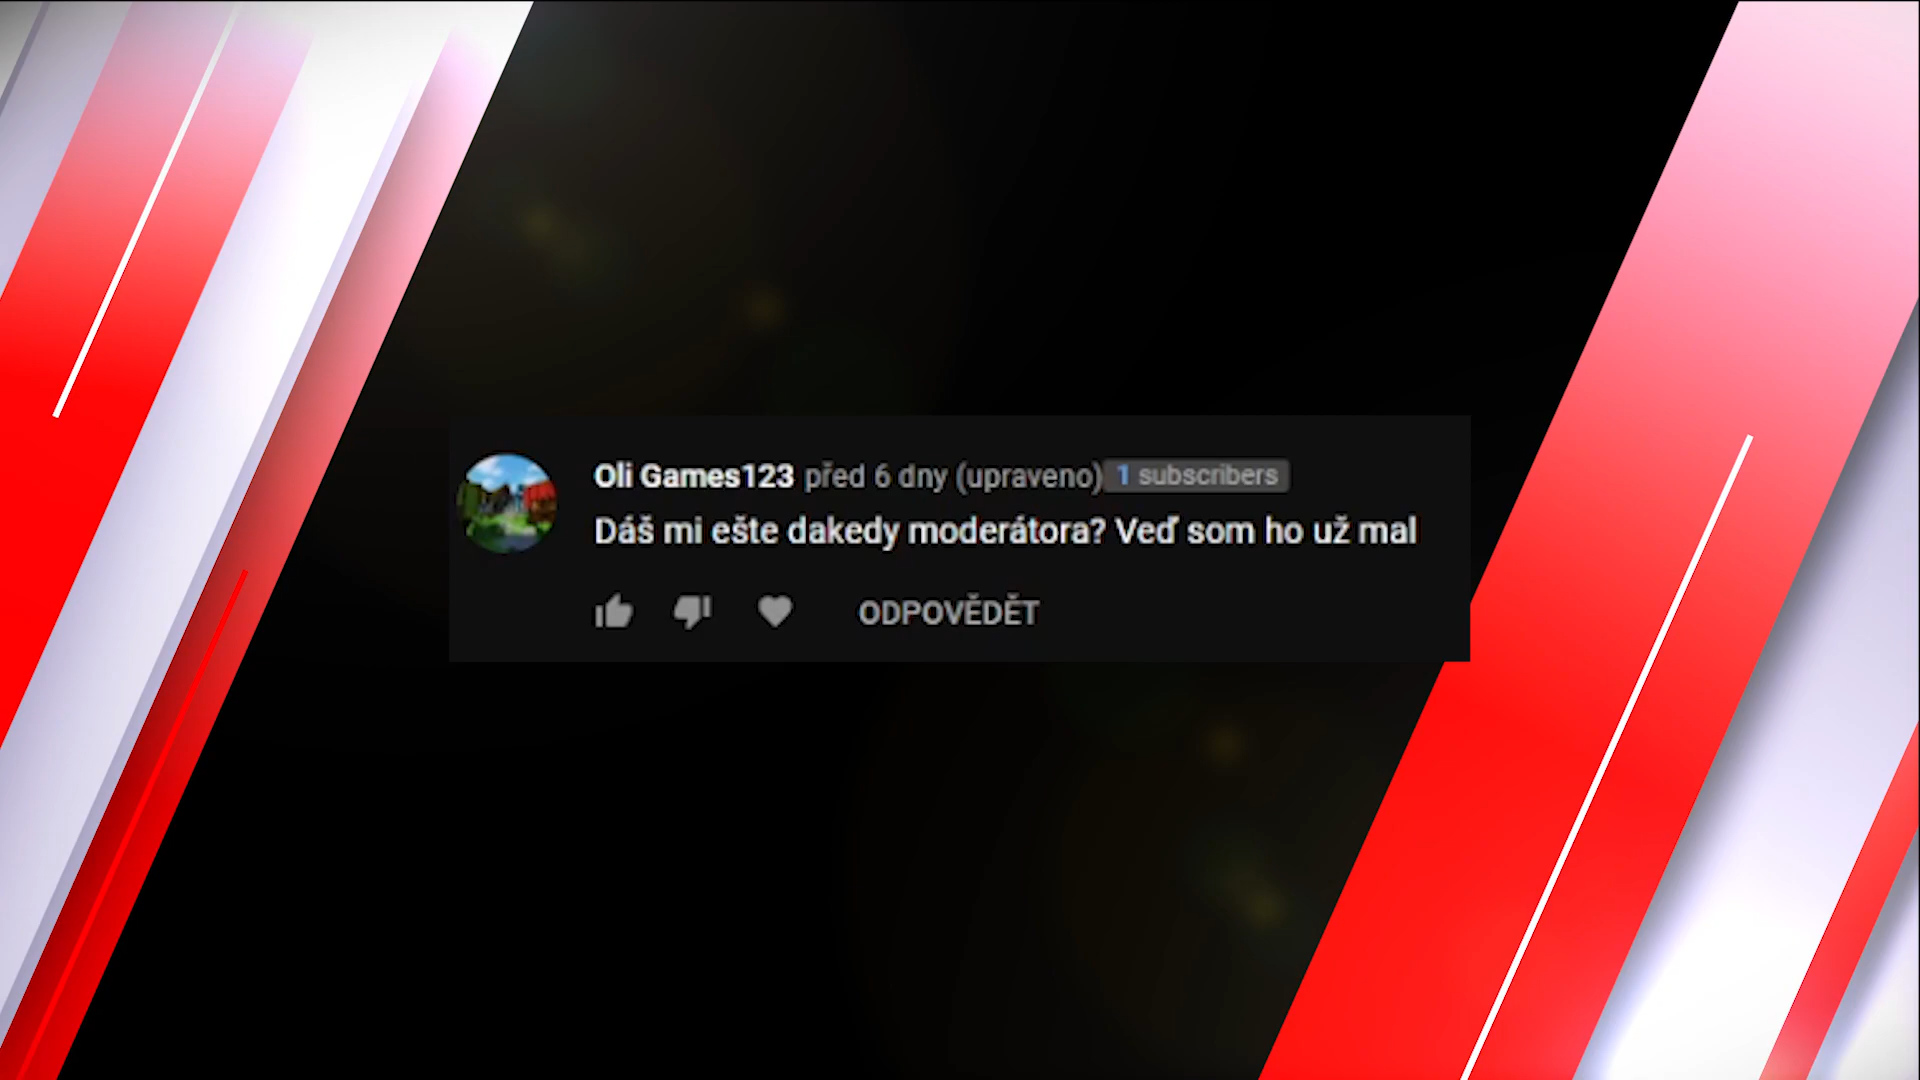 Oli Games123 před 6 dny (upraveno) 1 subscribers
Dáš mi ešte dakedy moderátora? Veď som ho už mal
ODPOVĚDĚT